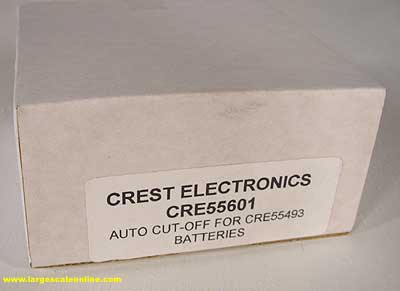 CREST ELECTRONICS
CRE55601
AUTO CUT-OFF FOR CRE55493
BATTERIES
www.largescaleonline.com